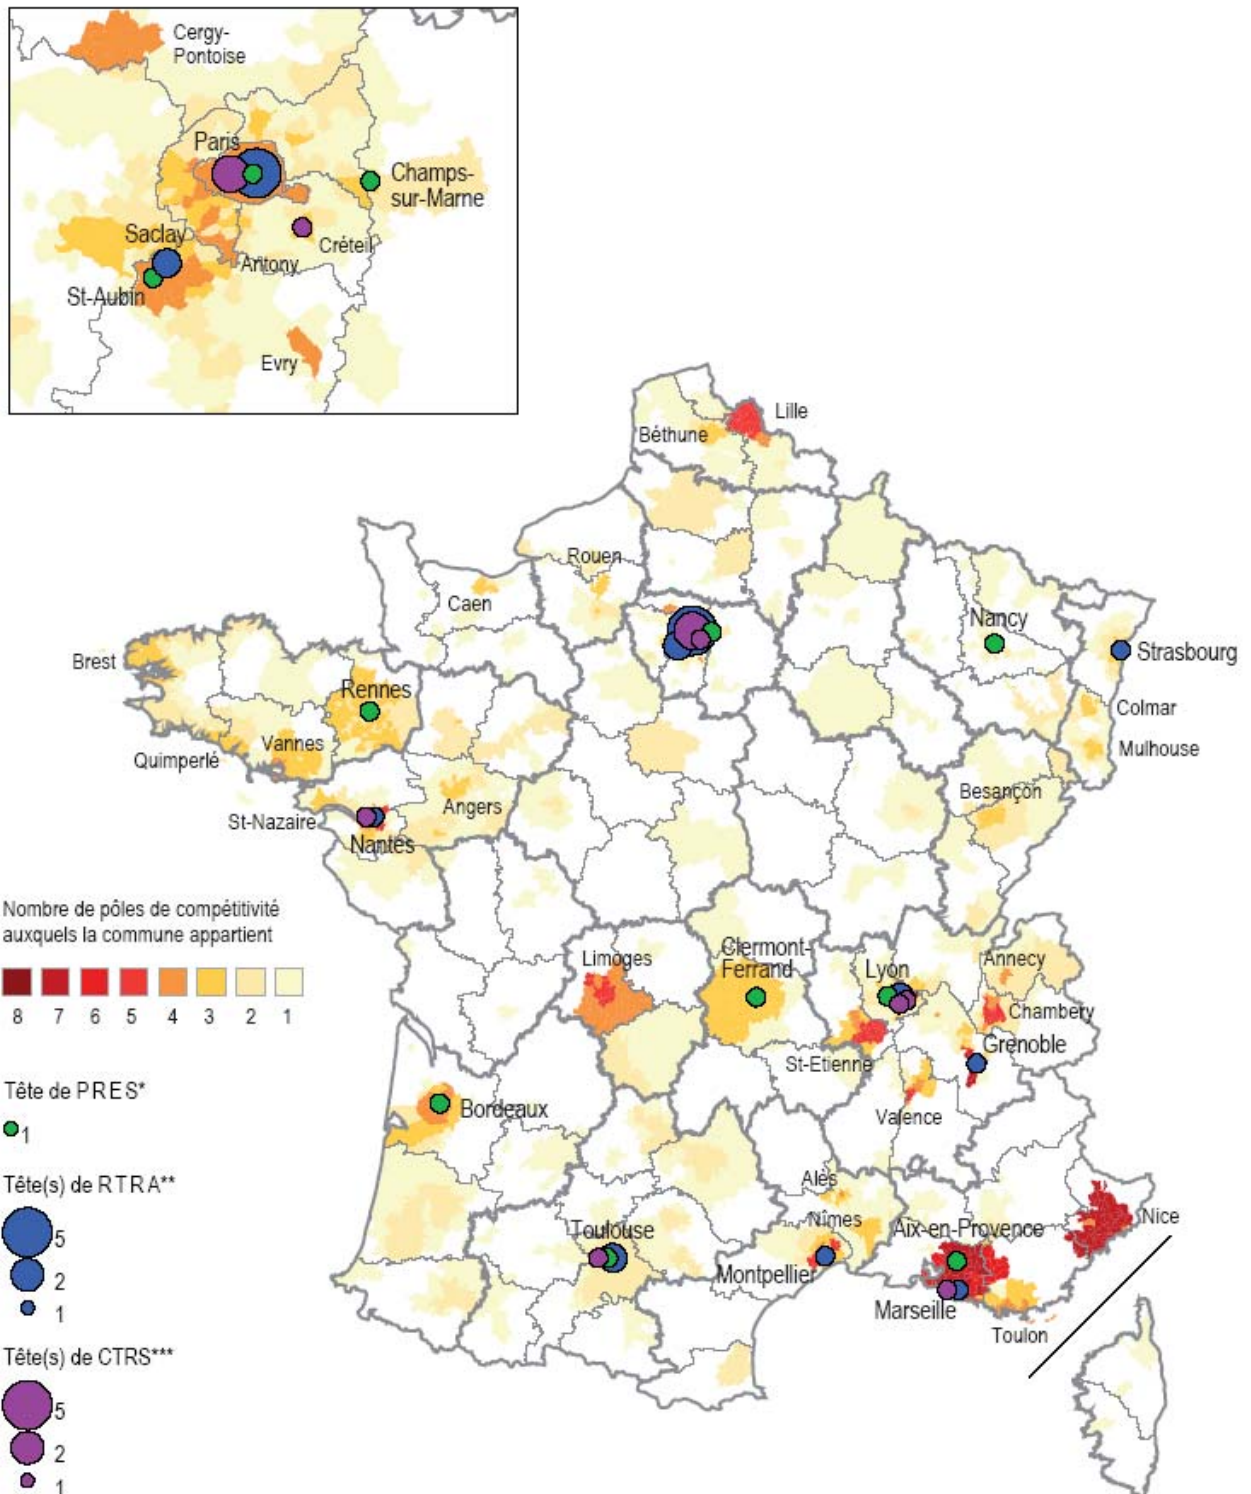 Cergy-
Pontoise
Paris
Champs-
sur-Marne
Saclay
Créteil
Antony
St-Aubin
Evry
Lille
Béthune
Rouen
Caen
Nancy
Strasbourg
Brest
Rennes
Colmar
Vannes
Mulhouse
Quimperlé
Besançon
Angers
St-Nazaire
Nantes
Nombre de pôles de compétitivité
auxquels la commune appartient
8 7 6 5 4 3 2 1
Limoges
Clermont-
Ferrand
Lyon
Annecy
Chambéry
Grenoble
St-Etienne
Valence
Tête de PRES*
1
Bordeaux
Tête(s) de RTRA**
5
2
1
Alès
Nîmes
Aix-en-Provence
Nice
Toulouse
Montpellier
Marseille
Toulon
Tête(s) de CTRS***
5
2
1